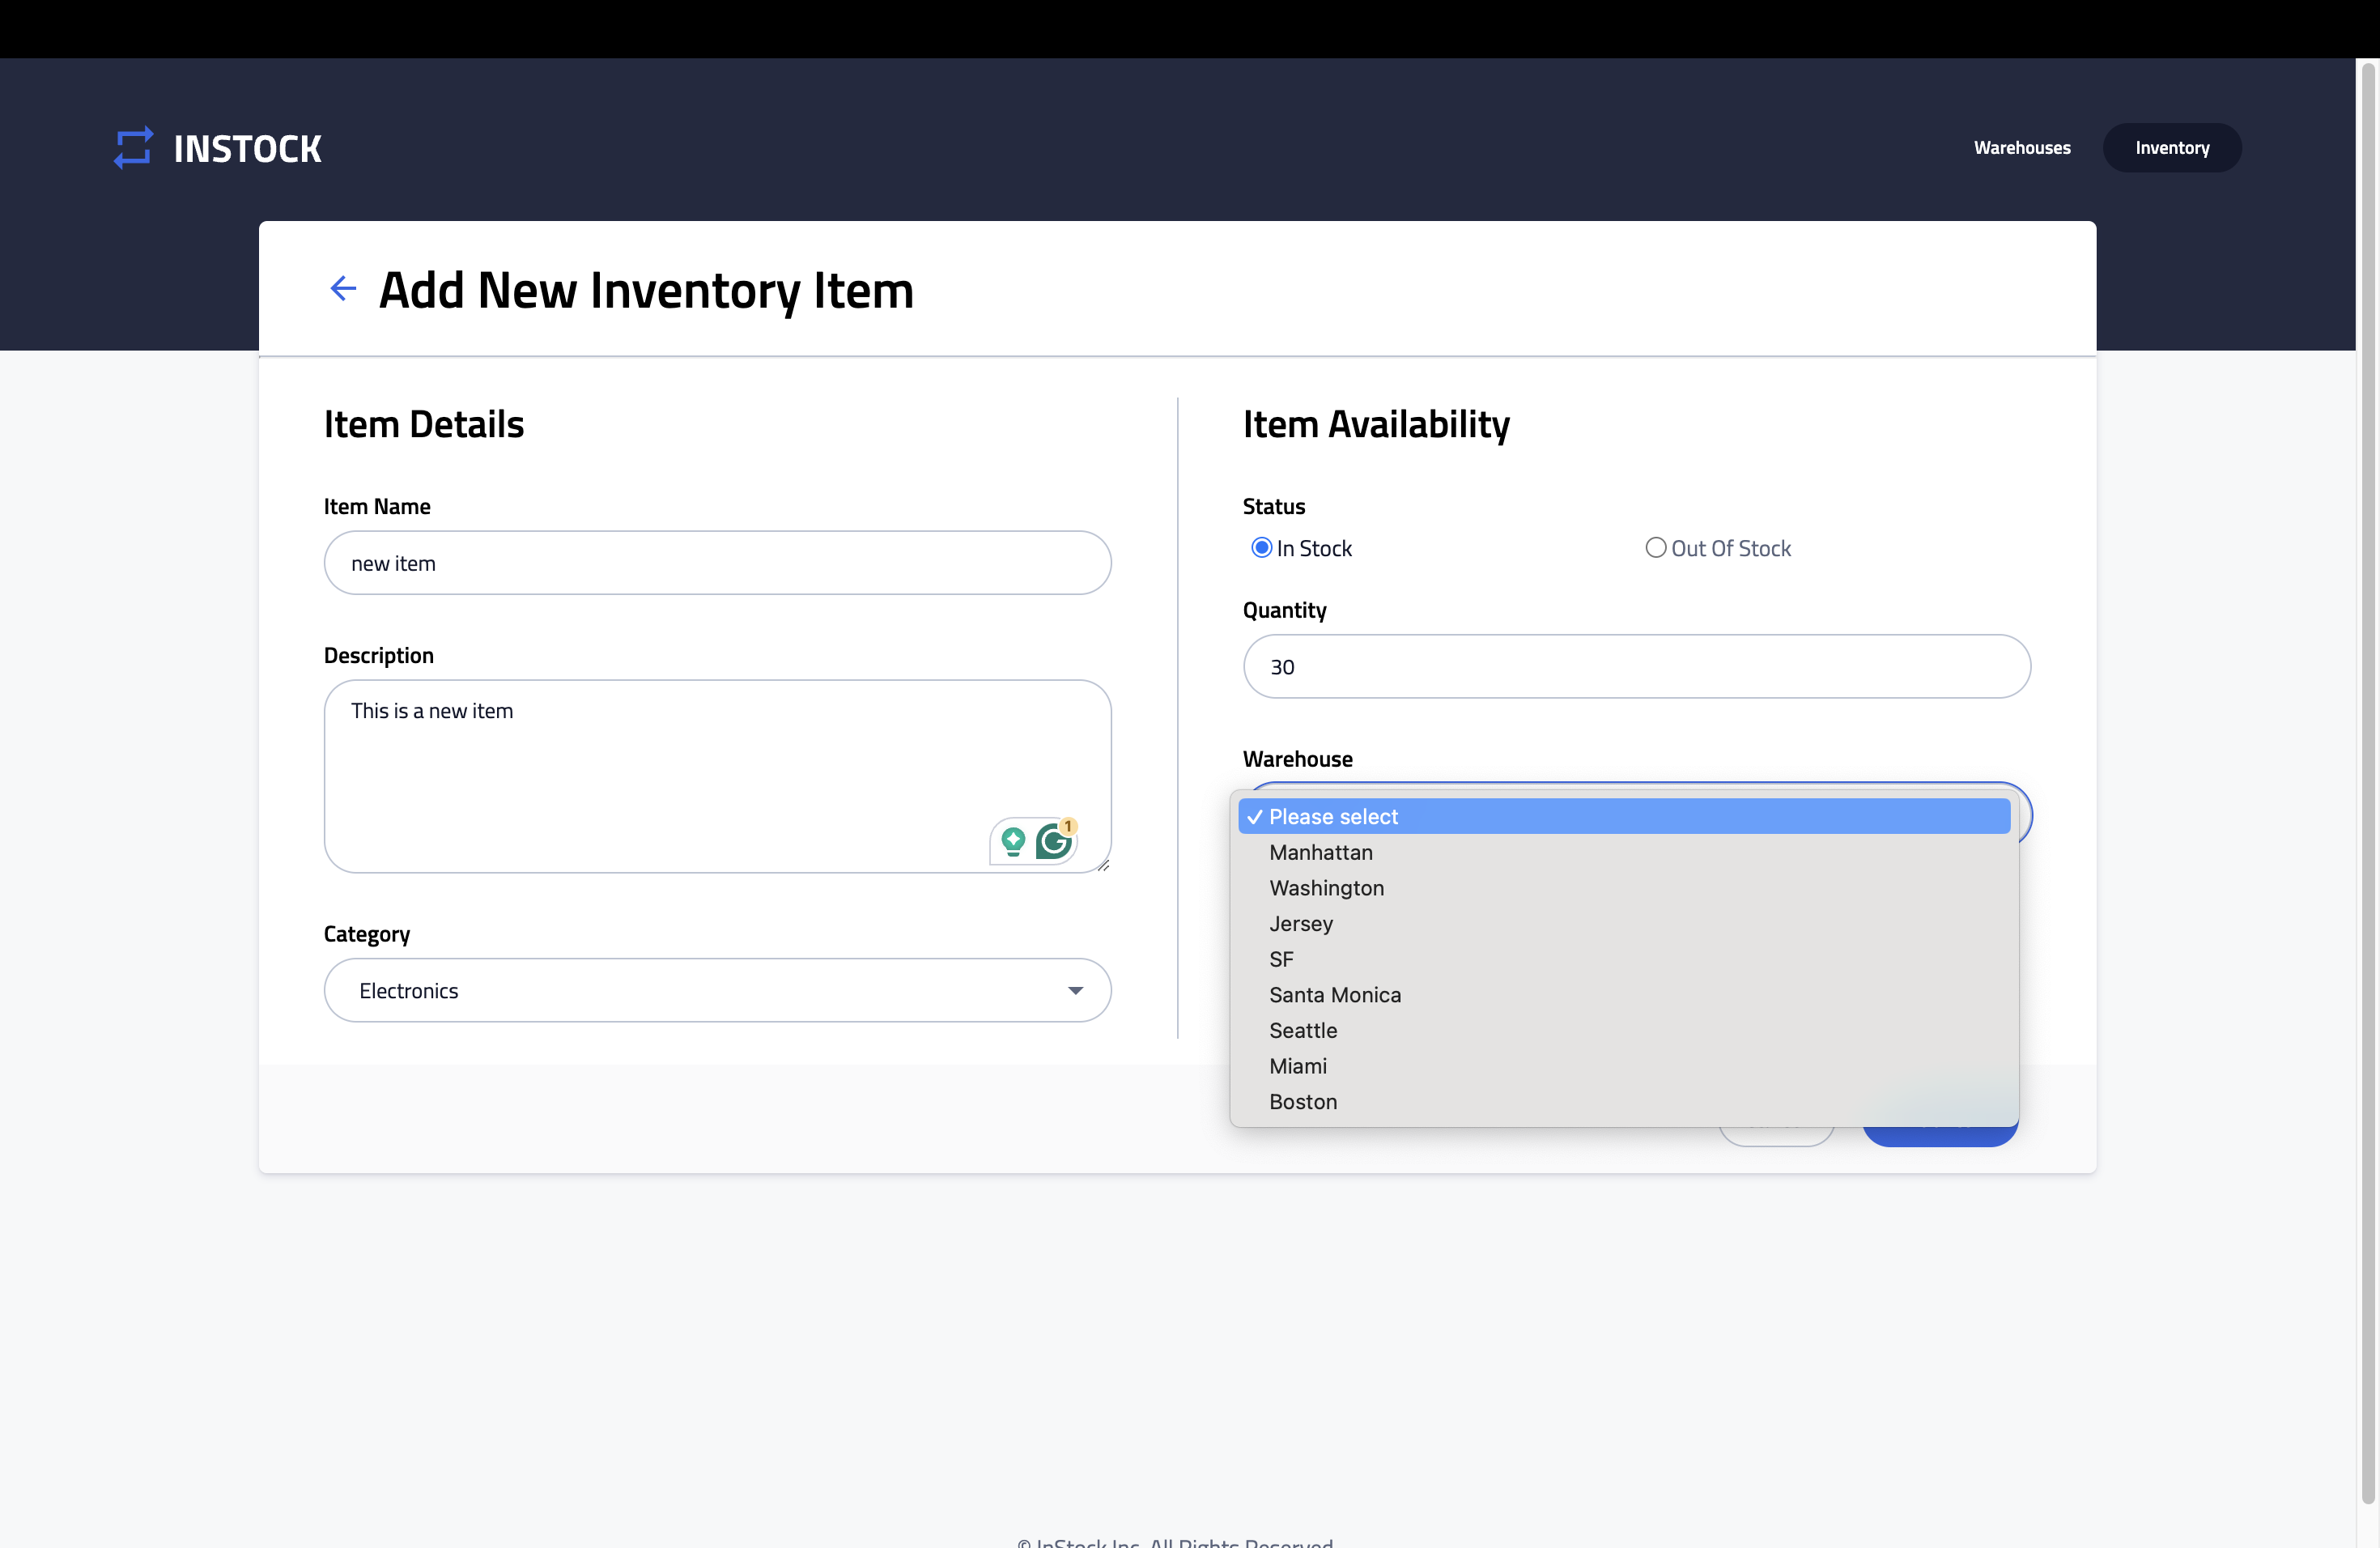 INSTOCK
Warehouses
Inventory
Add New Inventory Item
Item Details
Item Name
new item
Description
This is a new item
1
Category
Electronics
Item Availability
Status
In Stock
Out Of Stock
Quantity
30
Warehouse
✓ Please select
Manhattan
Washington
Jersey
SF
Santa Monica
Seattle
Miami
Boston
© InStock Inc. All Rights Reserved